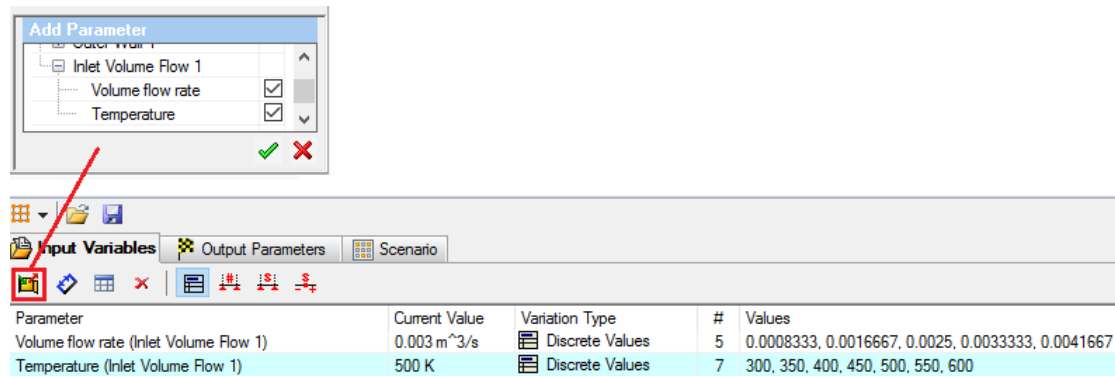 Add Parameter
Outer Wall 1
Inlet Volume Flow 1
Volume flow rate
Temperature
Input Variables Output Parameters Scenario
Parameter Current Value Variation Type # Values
Volume flow rate (Inlet Volume Flow 1) 0.003 m^3/s Discrete Values 5 0.0008333, 0.0016667, 0.0025, 0.0033333, 0.0041667
Temperature (Inlet Volume Flow 1) 500 K Discrete Values 7 300, 350, 400, 450, 500, 550, 600